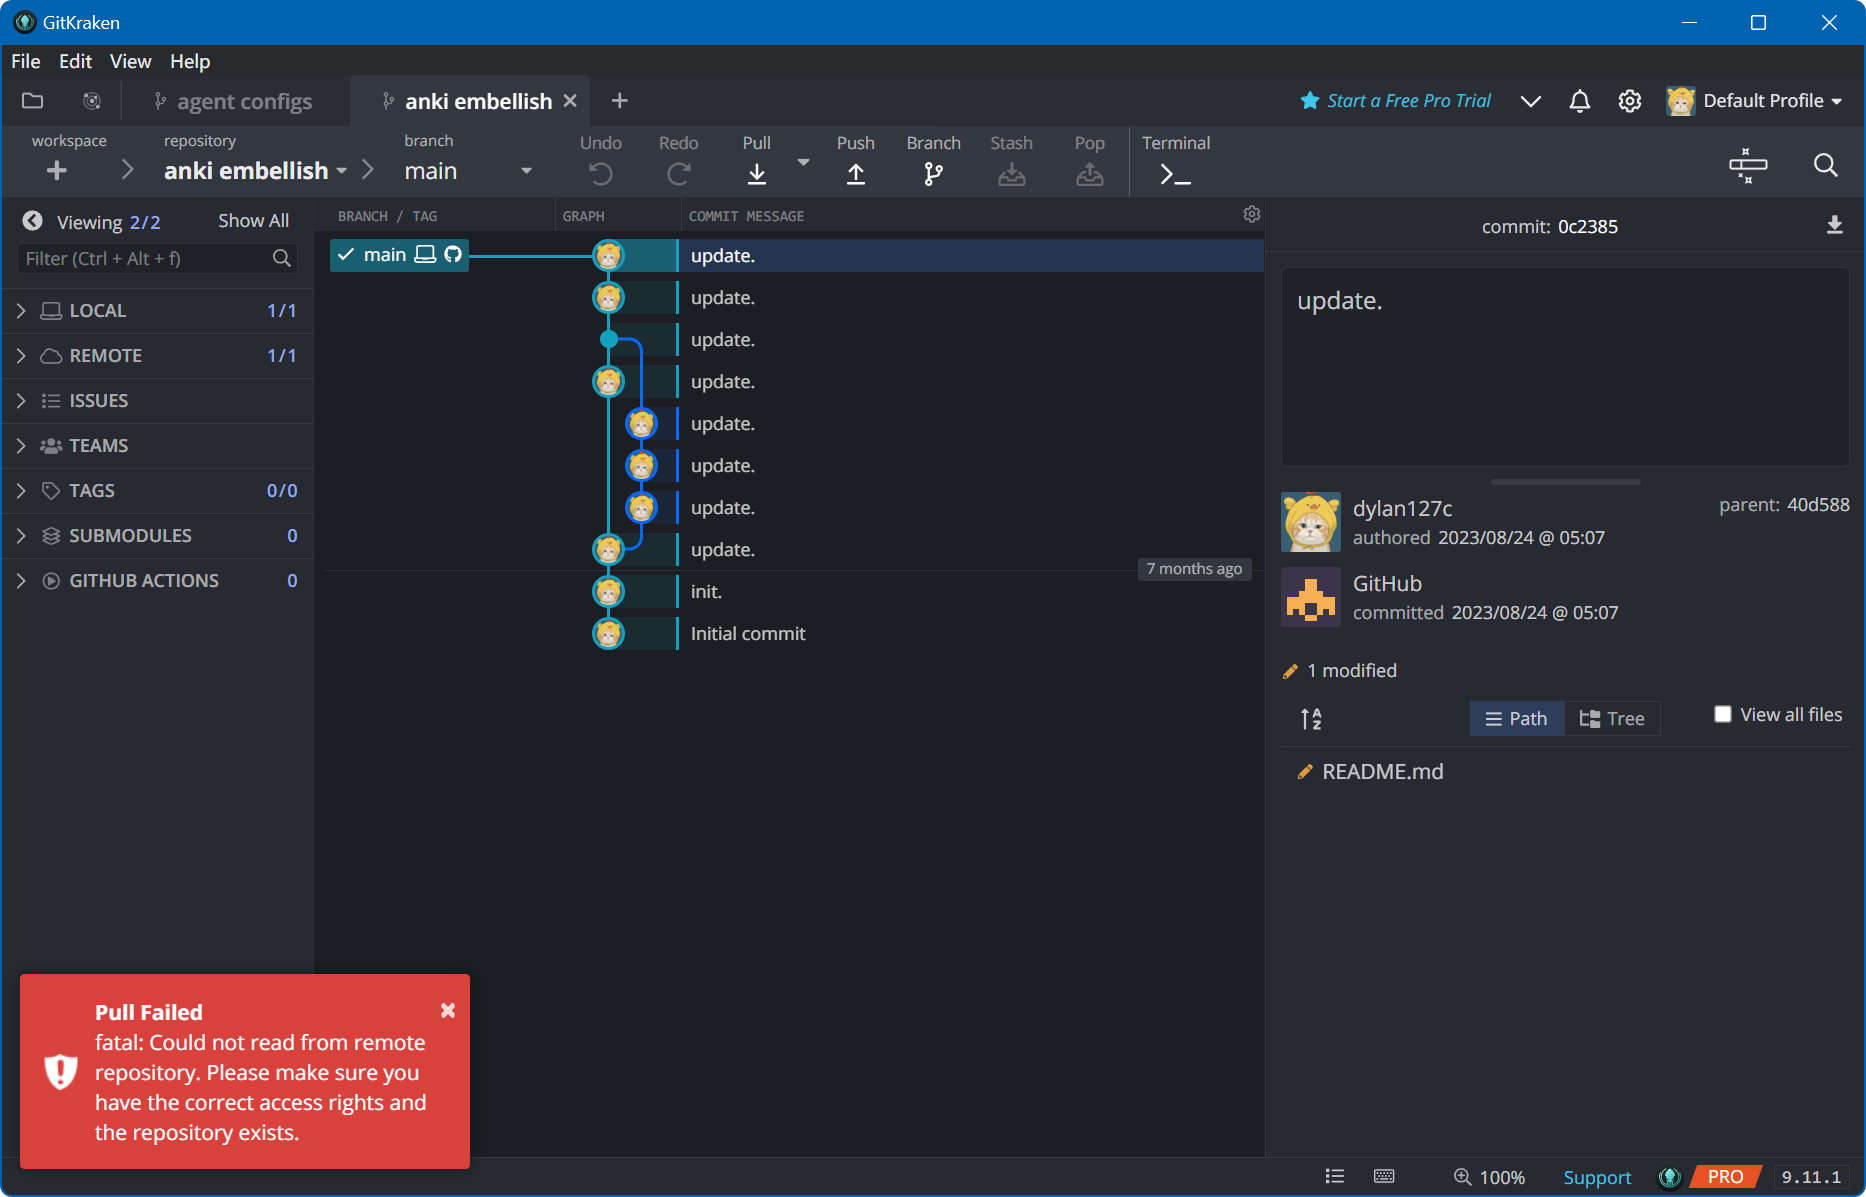 GitKraken
File Edit View Help
agent configs
anki embellish
Start a Free Pro Trial
Default Profile
workspace
repository
anki embellish
branch
main
Undo
Redo
Pull
Push
Branch
Stash
Pop
Terminal
Viewing 2/2
Show All
Filter (Ctrl + Alt + f)
LOCAL 1/1
REMOTE 1/1
ISSUES
TEAMS
TAGS 0/0
SUBMODULES 0
GITHUB ACTIONS 0
BRANCH / TAG
GRAPH
COMMIT MESSAGE
main
update.
update.
update.
update.
update.
update.
update.
update.
7 months ago
init.
Initial commit
commit: 0c2385
update.
dylan127c
parent: 40d588
authored 2023/08/24 @ 05:07
GitHub
committed 2023/08/24 @ 05:07
1 modified
A
Z
Path
Tree
View all files
README.md
Pull Failed
fatal: Could not read from remote
repository. Please make sure you
have the correct access rights and
the repository exists.
100%
Support
PRO
9.11.1